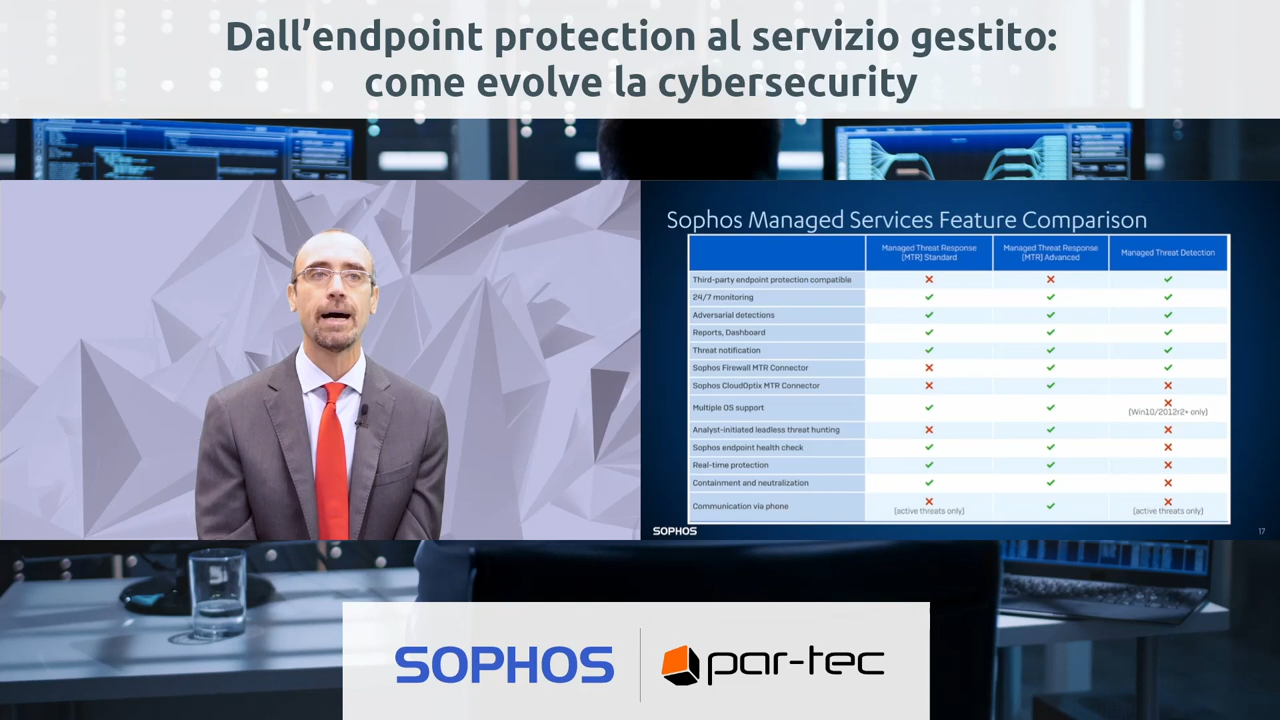 Dall’endpoint protection al servizio gestito:
come evolve la cybersecurity
Sophos Managed Services Feature Comparison
Managed Threat Response
(MTR) Standard
Managed Threat Response
(MTR) Advanced
Managed Threat Detection
Third-party endpoint protection compatible
24/7 monitoring
Adversarial detections
Reports, Dashboard
Threat notification
Sophos Firewall MTR Connector
Sophos CloudOptix MTR Connector
Multiple OS support
(Win10/2012r2+ only)
Analyst-initiated leadless threat hunting
Sophos endpoint health check
Real-time protection
Containment and neutralization
Communication via phone
(active threats only)
(active threats only)
SOPHOS
17
SOPHOS
par-tec